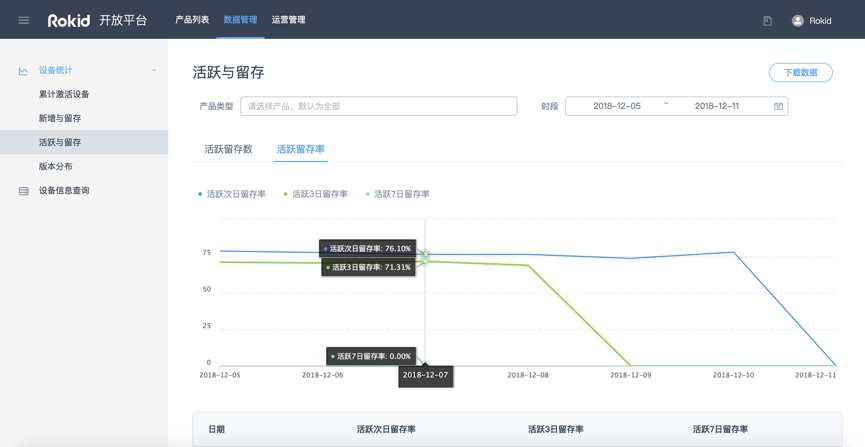 Rokid 开放平台 产品列表 数据管理 运营管理 Rokid
设备统计
累计激活设备
新增与留存
活跃与留存
版本分布
设备信息查询
活跃与留存 下载数据
产品类型 请选择产品，默认为全部 时段 2018-12-05 ~ 2018-12-11
活跃留存数 活跃留存率
活跃次日留存率 活跃3日留存率 活跃7日留存率
75
50
25
0
活跃次日留存率: 76.10%
活跃3日留存率: 71.31%
活跃7日留存率: 0.00%
2018-12-05 2018-12-06 2018-12-07 2018-12-08 2018-12-09 2018-12-10 2018-12-11
日期 活跃次日留存率 活跃3日留存率 活跃7日留存率